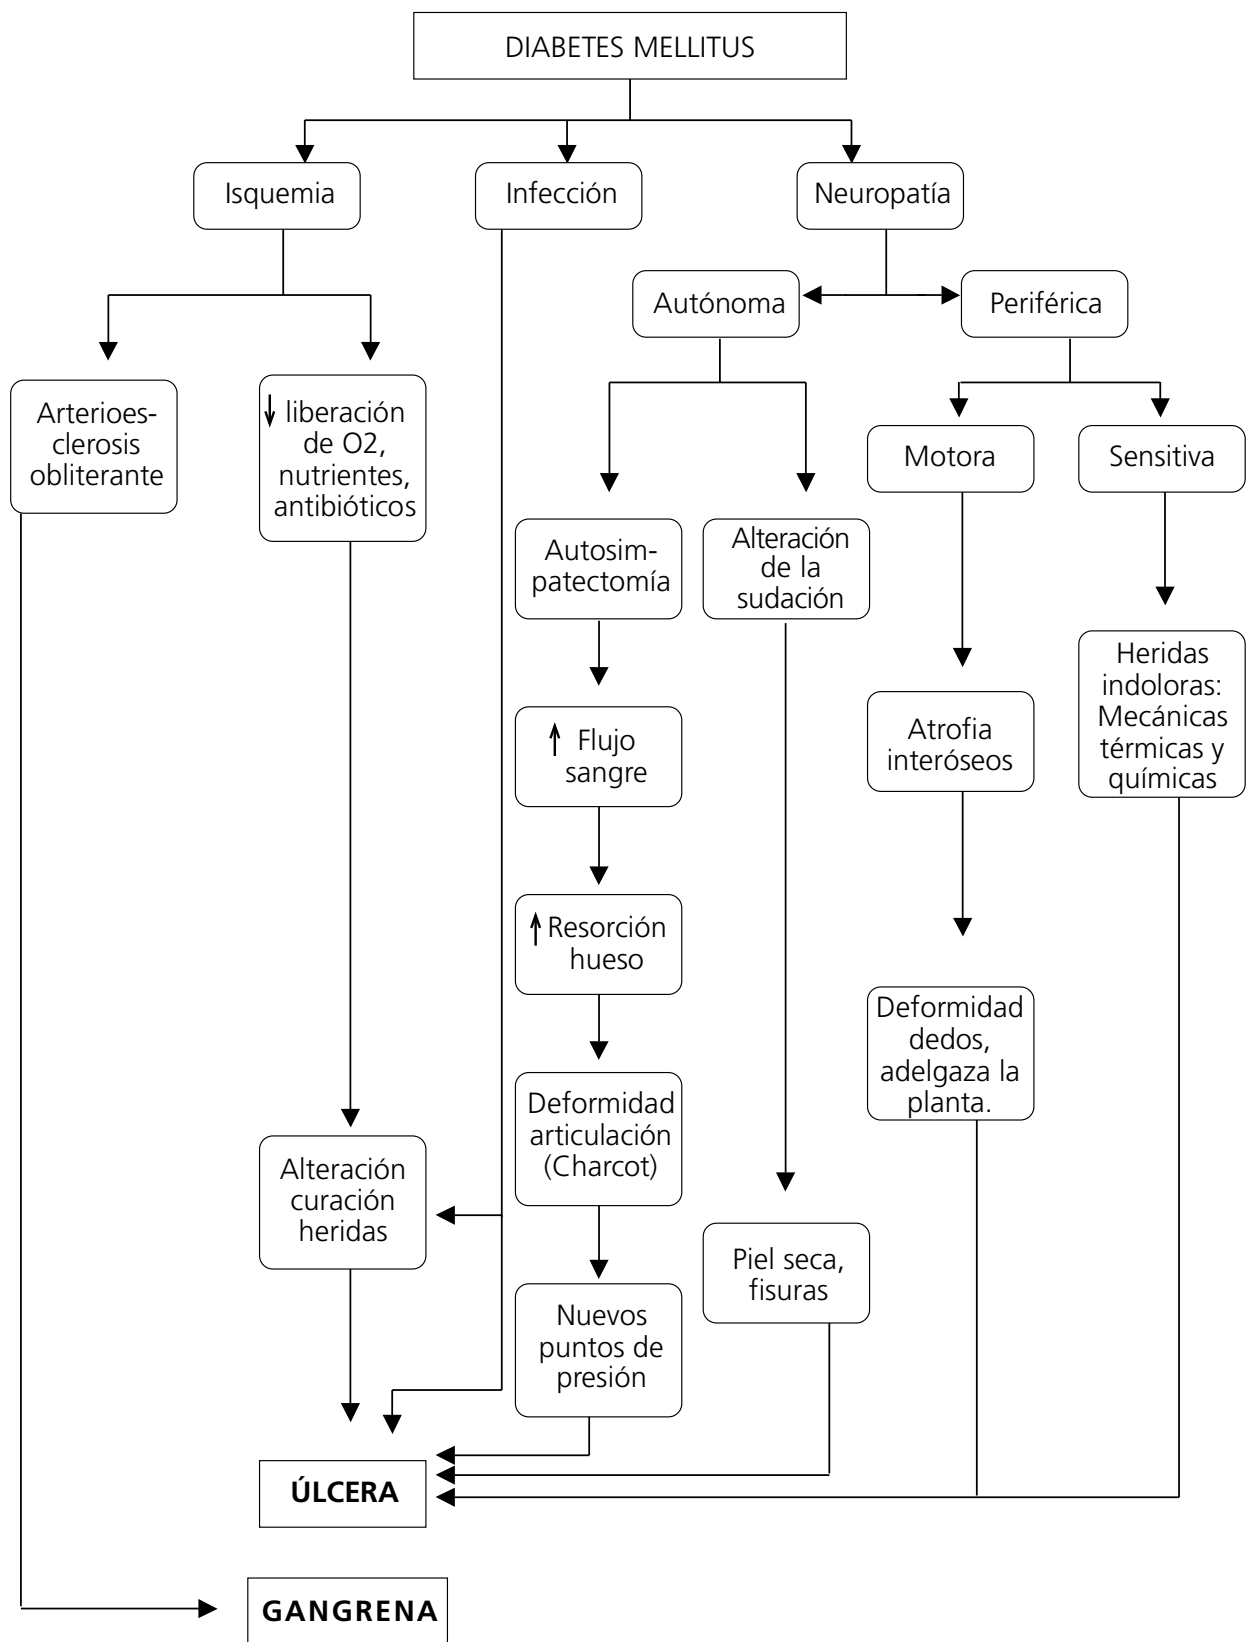 DIABETES MELLITUS
Isquemia
Infección
Neuropatía
Autónoma
Periférica
Arterioes-
clerosis
obliterante
↓ liberación
de O2,
nutrientes,
antibióticos
Motora
Sensitiva
Autosim-
patectomía
Alteración
de la
sudación
Heridas
indoloras:
Mecánicas
térmicas y
químicas
↑ Flujo
sangre
Atrofia
interóseos
↑ Resorción
hueso
Deformidad
dedos,
adelgaza la
planta.
Deformidad
articulación
(Charcot)
Alteración
curación
heridas
Piel seca,
fisuras
Nuevos
puntos de
presión
ÚLCERA
GANGRENA